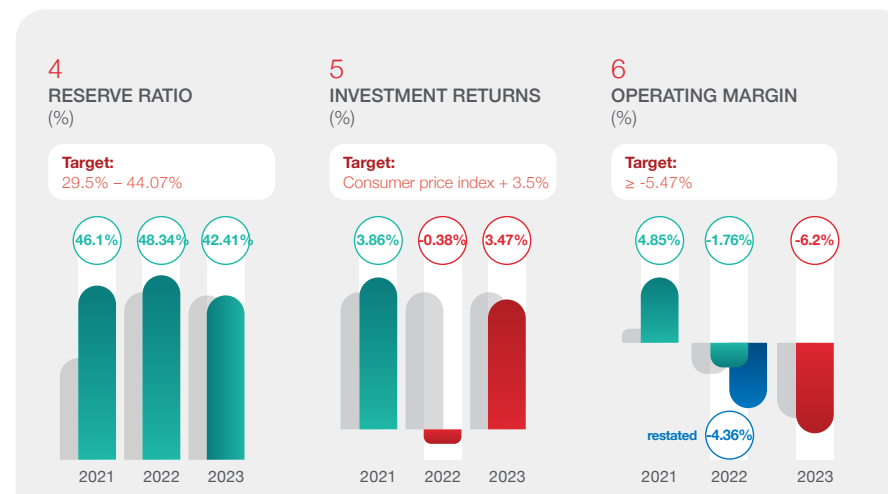 4
RESERVE RATIO
(%)
Target:
29.5% – 44.07%
46.1%
48.34%
42.41%
2021
2022
2023
5
INVESTMENT RETURNS
(%)
Target:
Consumer price index + 3.5%
3.86%
-0.38%
3.47%
2021
2022
2023
6
OPERATING MARGIN
(%)
Target:
≥ -5.47%
4.85%
-1.76%
-6.2%
restated
-4.36%
2021
2022
2023